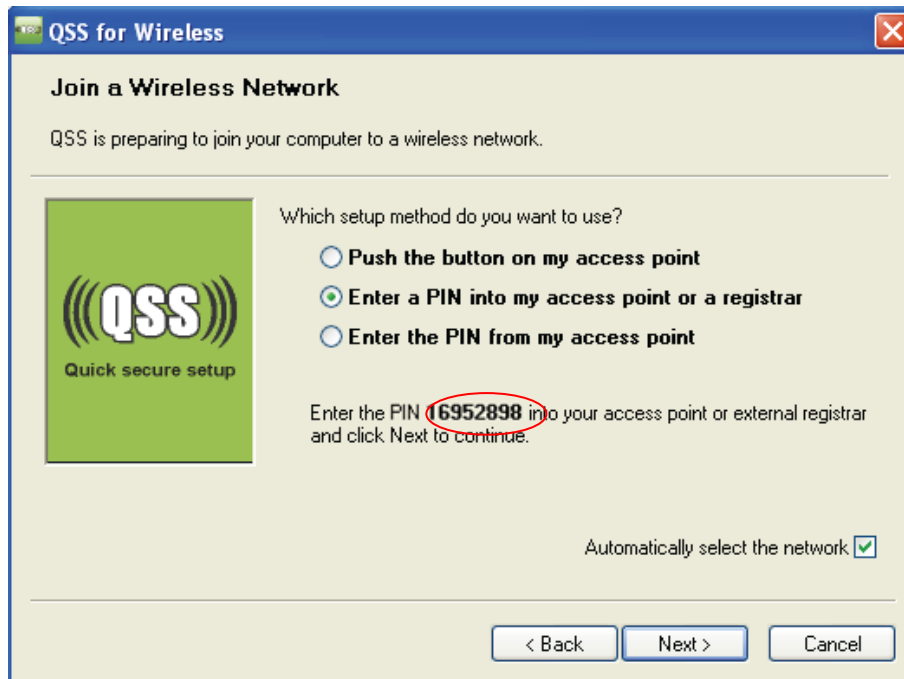 QSS for Wireless
Join a Wireless Network
QSS is preparing to join your computer to a wireless network.
Which setup method do you want to use?
Push the button on my access point
Enter a PIN into my access point or a registrar
Enter the PIN from my access point
(((QSS)))
Quick secure setup
Enter the PIN 16952898 into your access point or external registrar
and click Next to continue.
Automatically select the network
< Back
Next >
Cancel